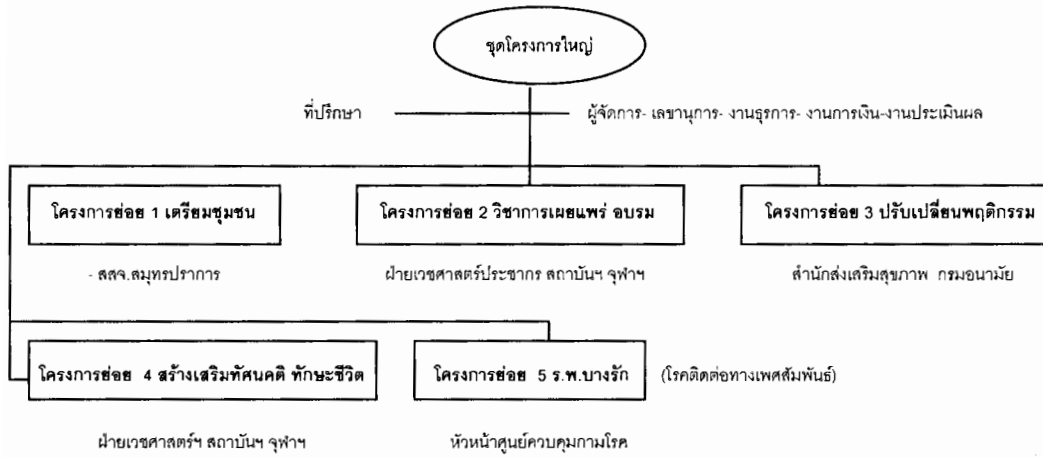 ชุดโครงการใหญ่
ที่ปรึกษา
ผู้จัดการ- เลขานุการ- งานธุรการ- งานการเงิน-งานประเมินผล
โครงการย่อย 1 เตรียมชุมชน
โครงการย่อย 2 วิชาการเผยแพร่ อบรม
โครงการย่อย 3 ปรับเปลี่ยนพฤติกรรม
- สสจ.สมุทรปราการ
ฝ่ายเวชศาสตร์ประชากร สถาบันฯ จุฬาฯ
สำนักส่งเสริมสุขภาพ กรมอนามัย
โครงการย่อย 4 สร้างเสริมทัศนคติ ทักษะชีวิต
โครงการย่อย 5 ร.พ.บางรัก
(โรคติดต่อทางเพศสัมพันธ์)
ฝ่ายเวชศาสตร์ฯ สถาบันฯ จุฬาฯ
หัวหน้าศูนย์ควบคุมกามโรค